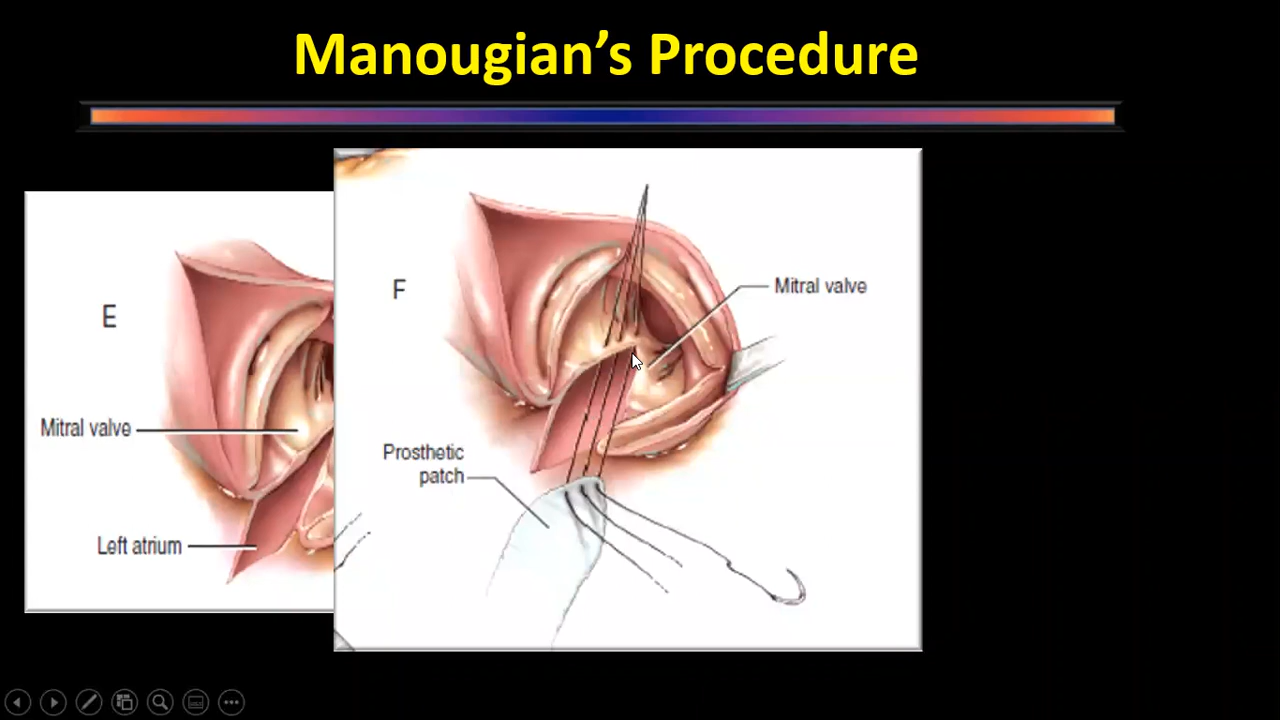 Manougian’s Procedure
E
Mitral valve
Left atrium
F
Mitral valve
Prosthetic
patch